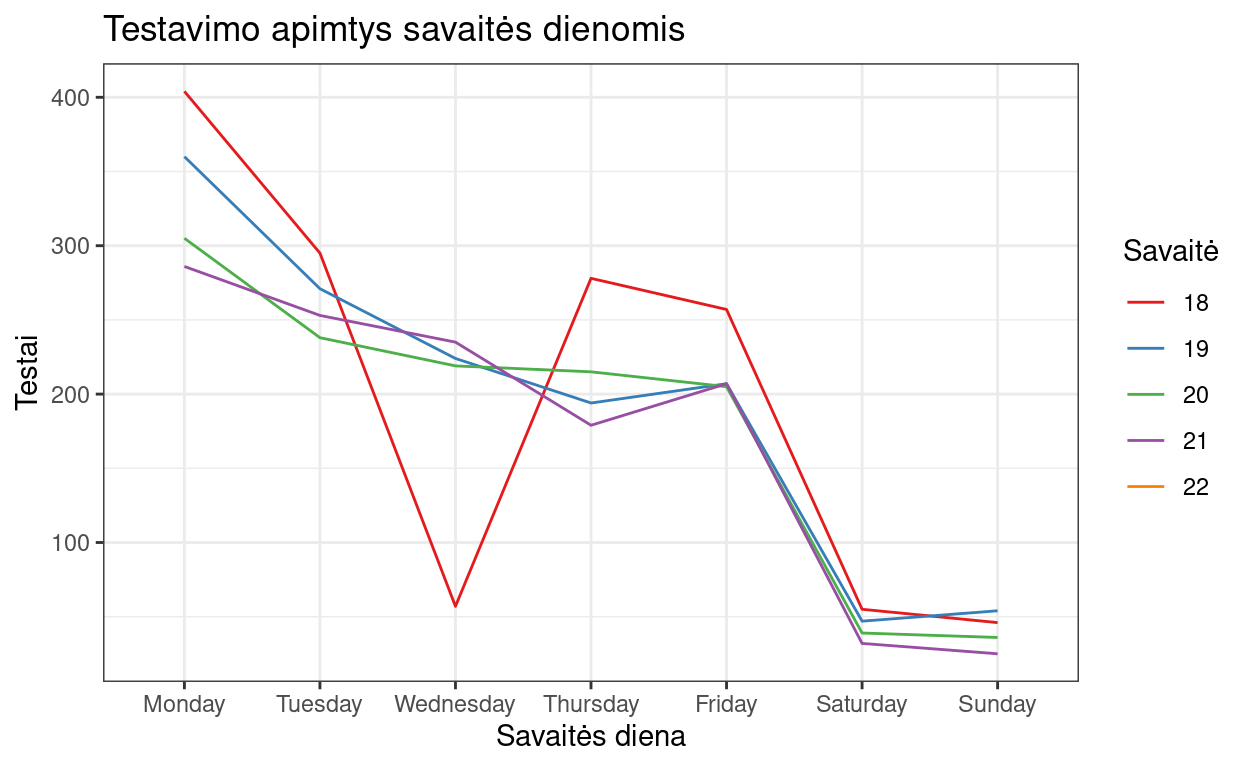 Testavimo apimtys savaitės dienomis
Testai
400
300
200
100
Monday Tuesday Wednesday Thursday Friday Saturday Sunday
Savaitės diena
Savaitė
18
19
20
21
22